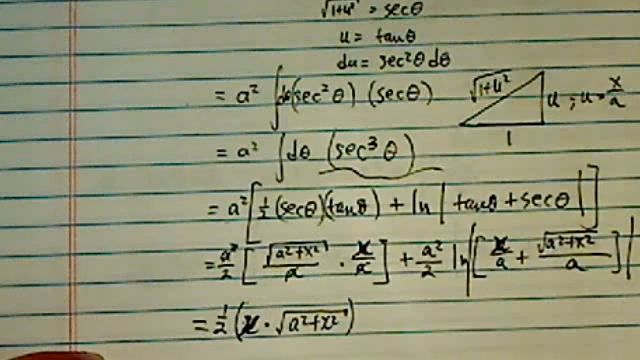 √1+u² = secθ
u = tanθ
du = sec²θ dθ
= a² ∫ dθ (sec²θ) (secθ)
√1+u² u ; u = x/a
1
= a² ∫ dθ (sec³θ)
= a² [ 1/2 (secθ)(tanθ) + ln | tanθ + secθ | ]
= a²/2 [ √a²+x²/a · x/a ] + a²/2 ln | [ x/a + √a²+x²/a ] |
= 1/2 (x · √a²+x²)